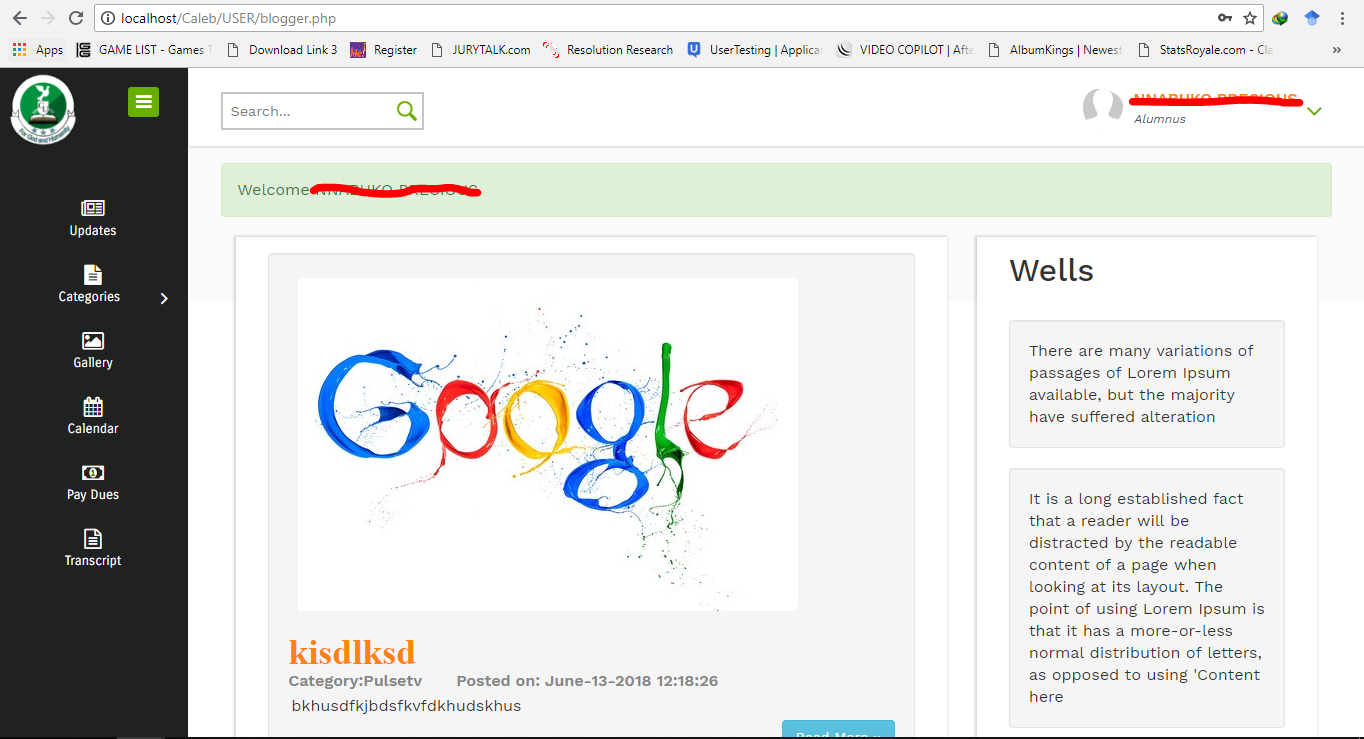 localhost/Caleb/USER/blogger.php
Apps
GAME LIST - Games
Download Link 3
Register
JURYTALK.com
Resolution Research
UserTesting | Applica
VIDEO COPILOT | Afte
AlbumKings | Newest
StatsRoyale.com - Cla
»
For God and Humanity
Search...
Alumnus
Updates
Categories
Gallery
Calendar
Pay Dues
Transcript
Welcome
Google
kisdlksd
Category:Pulsetv Posted on: June-13-2018 12:18:26
bkhusdfkjbdsfkvfdkhudskhus
Read More »
Wells
There are many variations of
passages of Lorem Ipsum
available, but the majority
have suffered alteration
It is a long established fact
that a reader will be
distracted by the readable
content of a page when
looking at its layout. The
point of using Lorem Ipsum is
that it has a more-or-less
normal distribution of letters,
as opposed to using 'Content
here